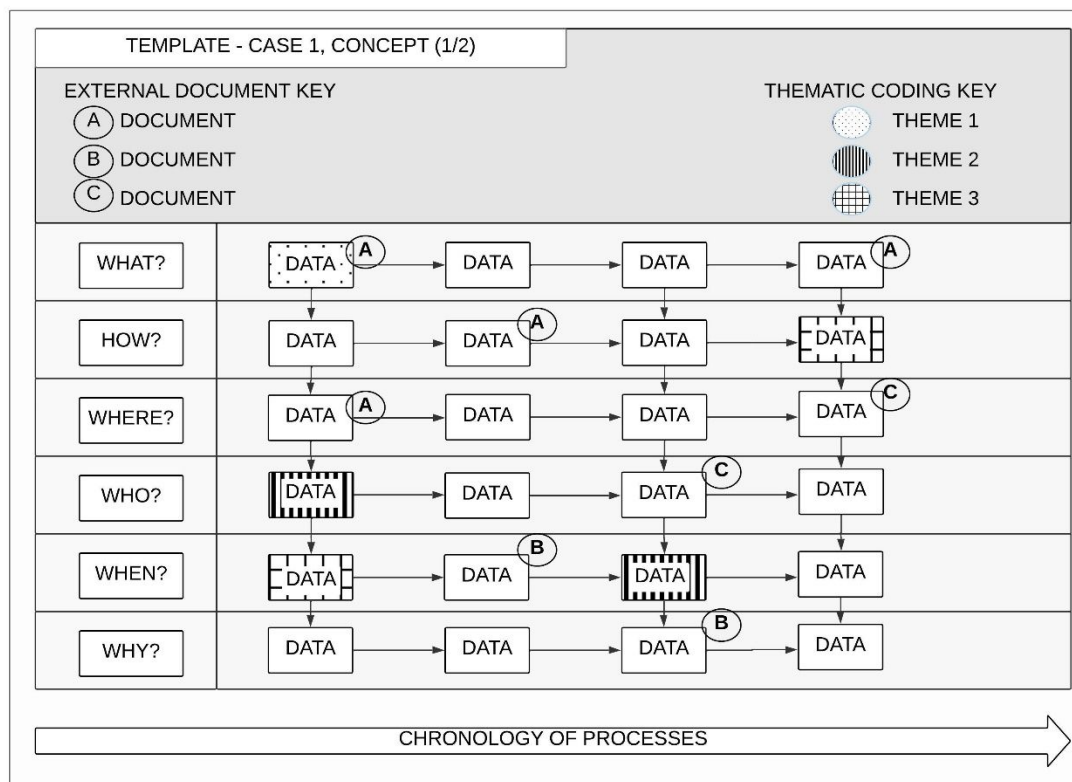 TEMPLATE - CASE 1, CONCEPT (1/2)
EXTERNAL DOCUMENT KEY
A DOCUMENT
B DOCUMENT
C DOCUMENT
THEMATIC CODING KEY
THEME 1
THEME 2
THEME 3
WHAT? DATA A DATA DATA DATA A
HOW? DATA DATA A DATA DATA
WHERE? DATA A DATA DATA DATA C
WHO? DATA DATA DATA C DATA
WHEN? DATA DATA B DATA DATA
WHY? DATA DATA DATA B DATA
CHRONOLOGY OF PROCESSES